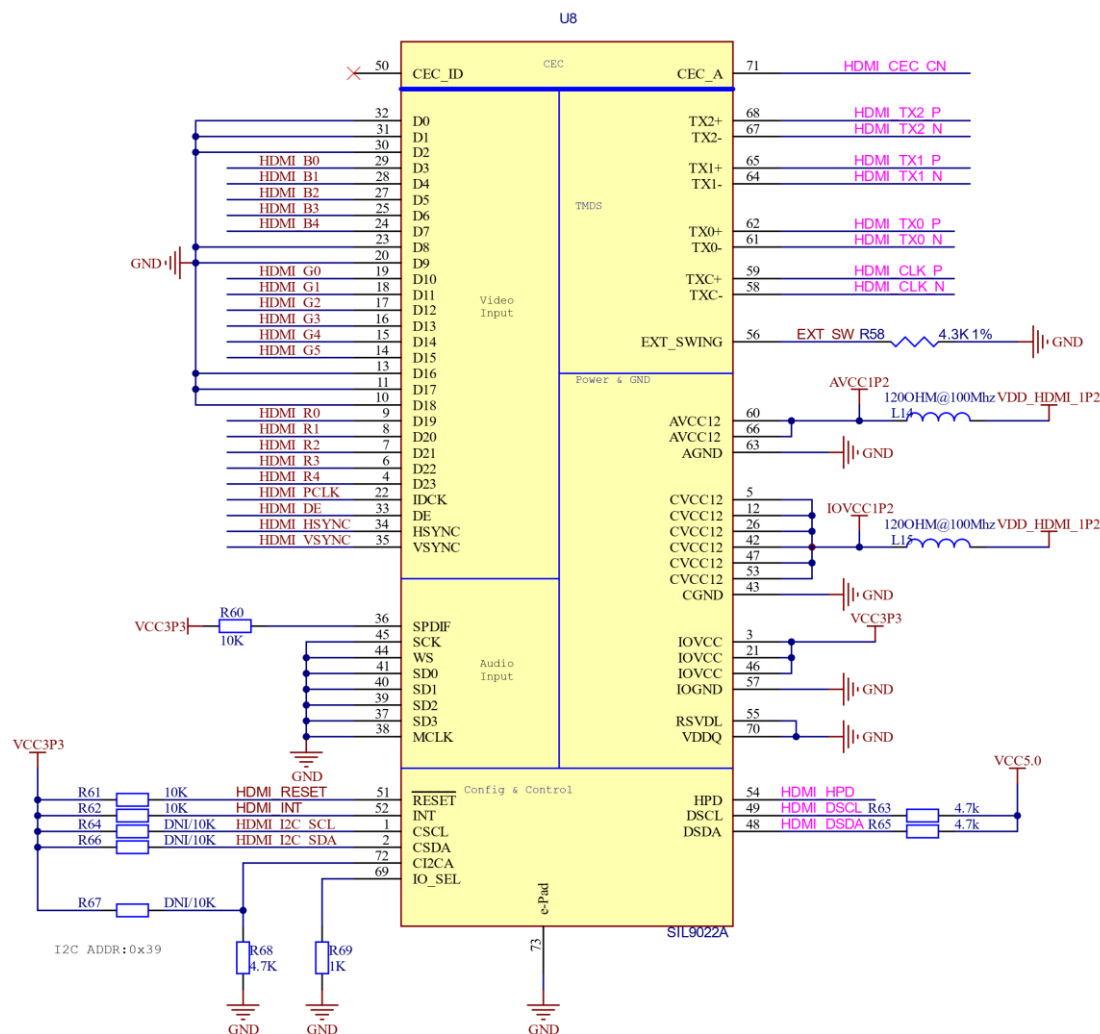 U8
CEC
50 CEC_ID CEC_A 71 HDMI_CEC_CN
32 D0 TX2+ 68 HDMI_TX2_P
31 D1 TX2- 67 HDMI_TX2_N
30 D2
HDMI_B0 29 D3 TX1+ 65 HDMI_TX1_P
HDMI_B1 28 D4 TX1- 64 HDMI_TX1_N
HDMI_B2 27 D5
HDMI_B3 25 D6 TMDS
HDMI_B4 24 D7 TX0+ 62 HDMI_TX0_P
23 D8 TX0- 61 HDMI_TX0_N
GND 20 D9
HDMI_G0 19 D10 TXC+ 59 HDMI_CLK_P
HDMI_G1 18 D11 TXC- 58 HDMI_CLK_N
HDMI_G2 17 D12 Video
Input
HDMI_G3 16 D13
HDMI_G4 15 D14 EXT_SWING 56 EXT_SW R58 4.3K 1% GND
HDMI_G5 14 D15
13 D16 Power & GND
11 D17 AVCC1P2 120OHM@100Mhz VDD_HDMI_1P2
10 D18 L14
HDMI_R0 9 D19 AVCC12 60
HDMI_R1 8 D20 AVCC12 66
HDMI_R2 7 D21 AGND 63 GND
HDMI_R3 6 D22
HDMI_R4 4 D23
HDMI_PCLK 22 IDCK CVCC12 5
HDMI_DE 33 DE CVCC12 12 IOVCC1P2
HDMI_HSYNC 34 HSYNC CVCC12 26 120OHM@100Mhz VDD_HDMI_1P2
HDMI_VSYNC 35 VSYNC CVCC12 42 L15
CVCC12 47
CVCC12 53
CGND 43 GND
R60 VCC3P3
VCC3P3 10K 36 SPDIF
45 SCK IOVCC 3
44 WS IOVCC 21
41 SD0 Audio
Input IOVCC 46
40 SD1 IOGND 57 GND
39 SD2
37 SD3 RSVDL 55
38 MCLK VDDQ 70 GND
VCC3P3 GND VCC5.0
Config & Control
R61 10K HDMI_RESET 51 RESET HPD 54 HDMI_HPD
R62 10K HDMI_INT 52 INT DSCL 49 HDMI_DSCL R63 4.7k
R64 DNI/10K HDMI_I2C_SCL 1 CSCL DSDA 48 HDMI_DSDA R65 4.7k
R66 DNI/10K HDMI_I2C_SDA 2 CSDA
72 CI2CA
69 IO_SEL
R67 DNI/10K
e-Pad
SIL9022A
73
I2C ADDR:0x39
R68 4.7K
R69 1K
GND GND GND